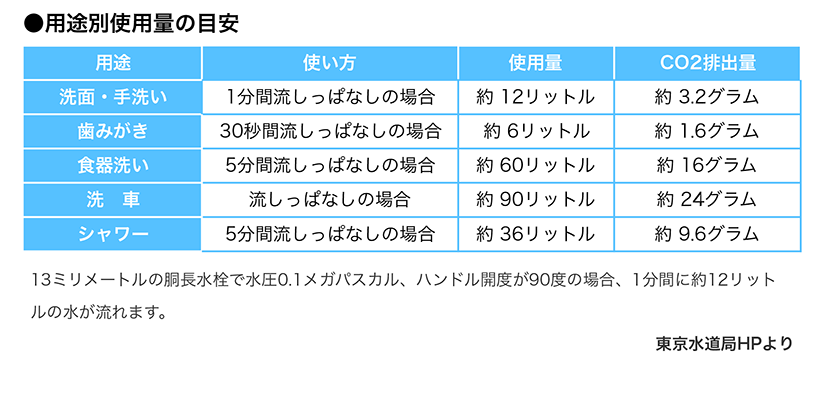 ●用途別使用量の目安
用途 使い方 使用量 CO2排出量
洗面・手洗い 1分間流しっぱなしの場合 約 12リットル 約 3.2グラム
歯みがき 30秒間流しっぱなしの場合 約 6リットル 約 1.6グラム
食器洗い 5分間流しっぱなしの場合 約 60リットル 約 16グラム
洗　車 流しっぱなしの場合 約 90リットル 約 24グラム
シャワー 5分間流しっぱなしの場合 約 36リットル 約 9.6グラム
13ミリメートルの胴長水栓で水圧0.1メガパスカル、ハンドル開度が90度の場合、1分間に約12リット
ルの水が流れます。
東京水道局HPより